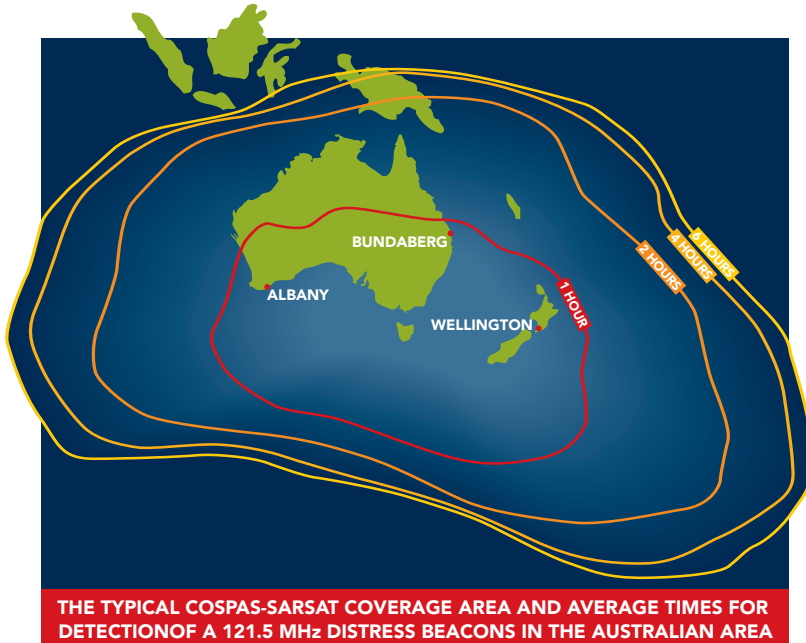 6 HOURS
4 HOURS
2 HOURS
1 HOUR
BUNDABERG
ALBANY
WELLINGTON
THE TYPICAL COSPAS-SARSAT COVERAGE AREA AND AVERAGE TIMES FOR
DETECTIONOF A 121.5 MHz DISTRESS BEACONS IN THE AUSTRALIAN AREA